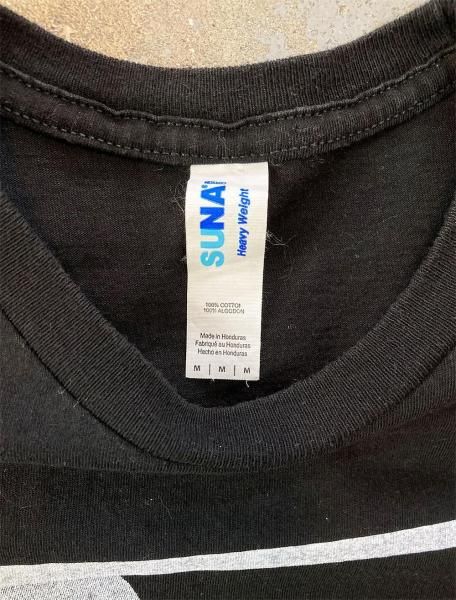 SUNA
Heavy Weight
100% COTTON
100% ALGODON
Made in Honduras
Fabriqué au Honduras
Hecho en Honduras
M | M | M